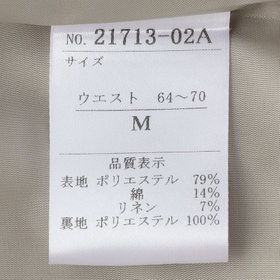 NO. 21713-02A
サイズ
ウエスト 64～70
M
品質表示
表地 ポリエステル 79%
綿 14%
リネン 7%
裏地 ポリエステル 100%